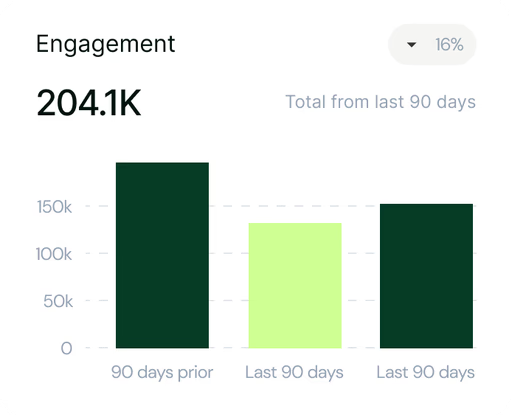 Engagement
16%
204.1K
Total from last 90 days
150k
100k
50k
0
90 days prior
Last 90 days
Last 90 days